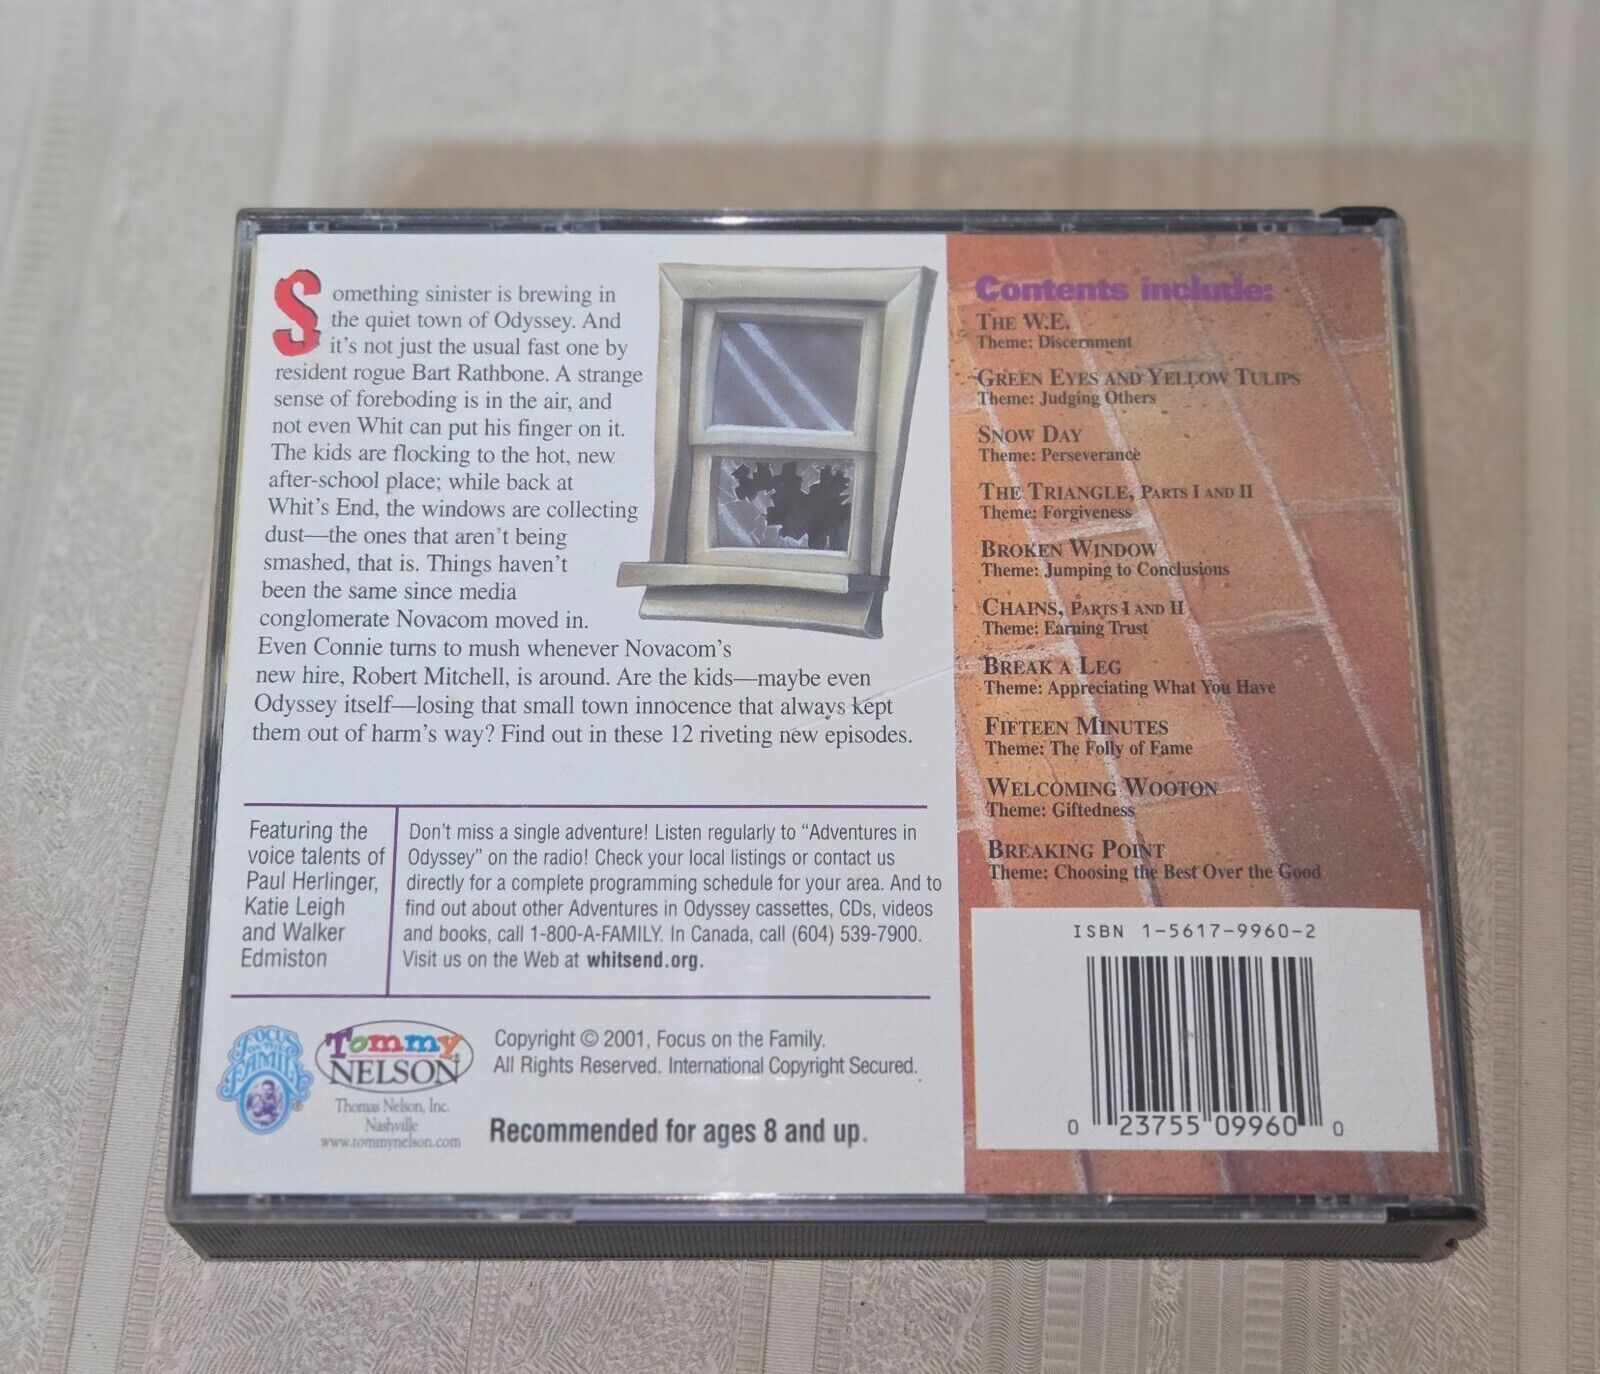 Something sinister is brewing in
the quiet town of Odyssey. And
it's not just the usual fast one by
resident rogue Bart Rathbone. A strange
sense of foreboding is in the air, and
not even Whit can put his finger on it.
The kids are flocking to the hot, new
after-school place; while back at
Whit's End, the windows are collecting
dust—the ones that aren't being
smashed, that is. Things haven't
been the same since media
conglomerate Novacom moved in.
Even Connie turns to mush whenever Novacom's
new hire, Robert Mitchell, is around. Are the kids—maybe even
Odyssey itself—losing that small town innocence that always kept
them out of harm's way? Find out in these 12 riveting new episodes.
Featuring the
voice talents of
Paul Herlinger,
Katie Leigh
and Walker
Edmiston
Don't miss a single adventure! Listen regularly to "Adventures in
Odyssey" on the radio! Check your local listings or contact us
directly for a complete programming schedule for your area. And to
find out about other Adventures in Odyssey cassettes, CDs, videos
and books, call 1-800-A-FAMILY. In Canada, call (604) 539-7900.
Visit us on the Web at whitsend.org.
FOCUS
ON THE
FAMILY®
Tommy
NELSON®
Thomas Nelson, Inc.
Nashville
www.tommynelson.com
Copyright © 2001, Focus on the Family.
All Rights Reserved. International Copyright Secured.
Recommended for ages 8 and up.
Contents include:
THE W.E.
Theme: Discernment
GREEN EYES AND YELLOW TULIPS
Theme: Judging Others
SNOW DAY
Theme: Perseverance
THE TRIANGLE, PARTS I AND II
Theme: Forgiveness
BROKEN WINDOW
Theme: Jumping to Conclusions
CHAINS, PARTS I AND II
Theme: Earning Trust
BREAK A LEG
Theme: Appreciating What You Have
FIFTEEN MINUTES
Theme: The Folly of Fame
WELCOMING WOOTON
Theme: Giftedness
BREAKING POINT
Theme: Choosing the Best Over the Good
ISBN 1-5617-9960-2
0 23755 09960 0